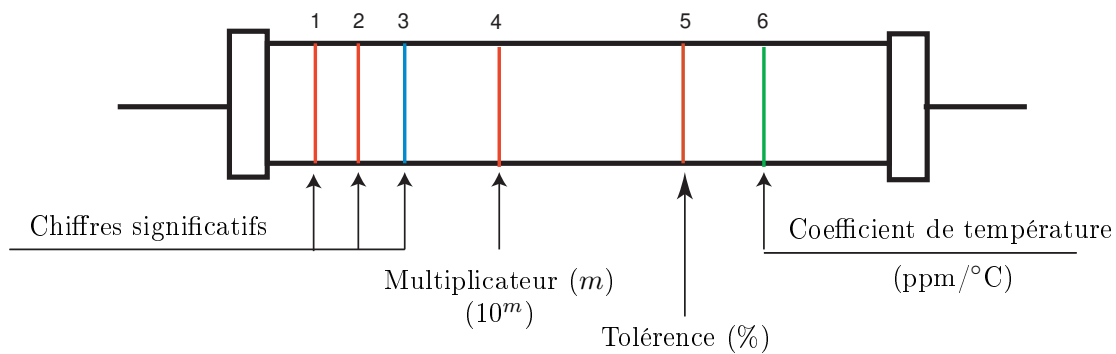 1 2 3 4 5 6
Chiffres significatifs
Coefficient de température
(ppm/°C)
Multiplicateur (m)
(10^m)
Tolérence (%)